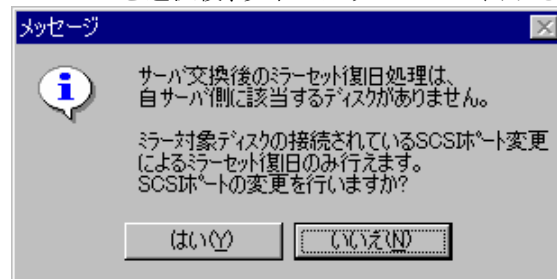 メッセージ
サーバ交換後のミラーセット復旧処理は、
自サーバ側に該当するディスクがありません。
ミラー対象ディスクの接続されているSCSIポート変更
によるミラーセット復旧のみ行えます。
SCSIポートの変更を行いますか?
はい(Y)
いいえ(N)